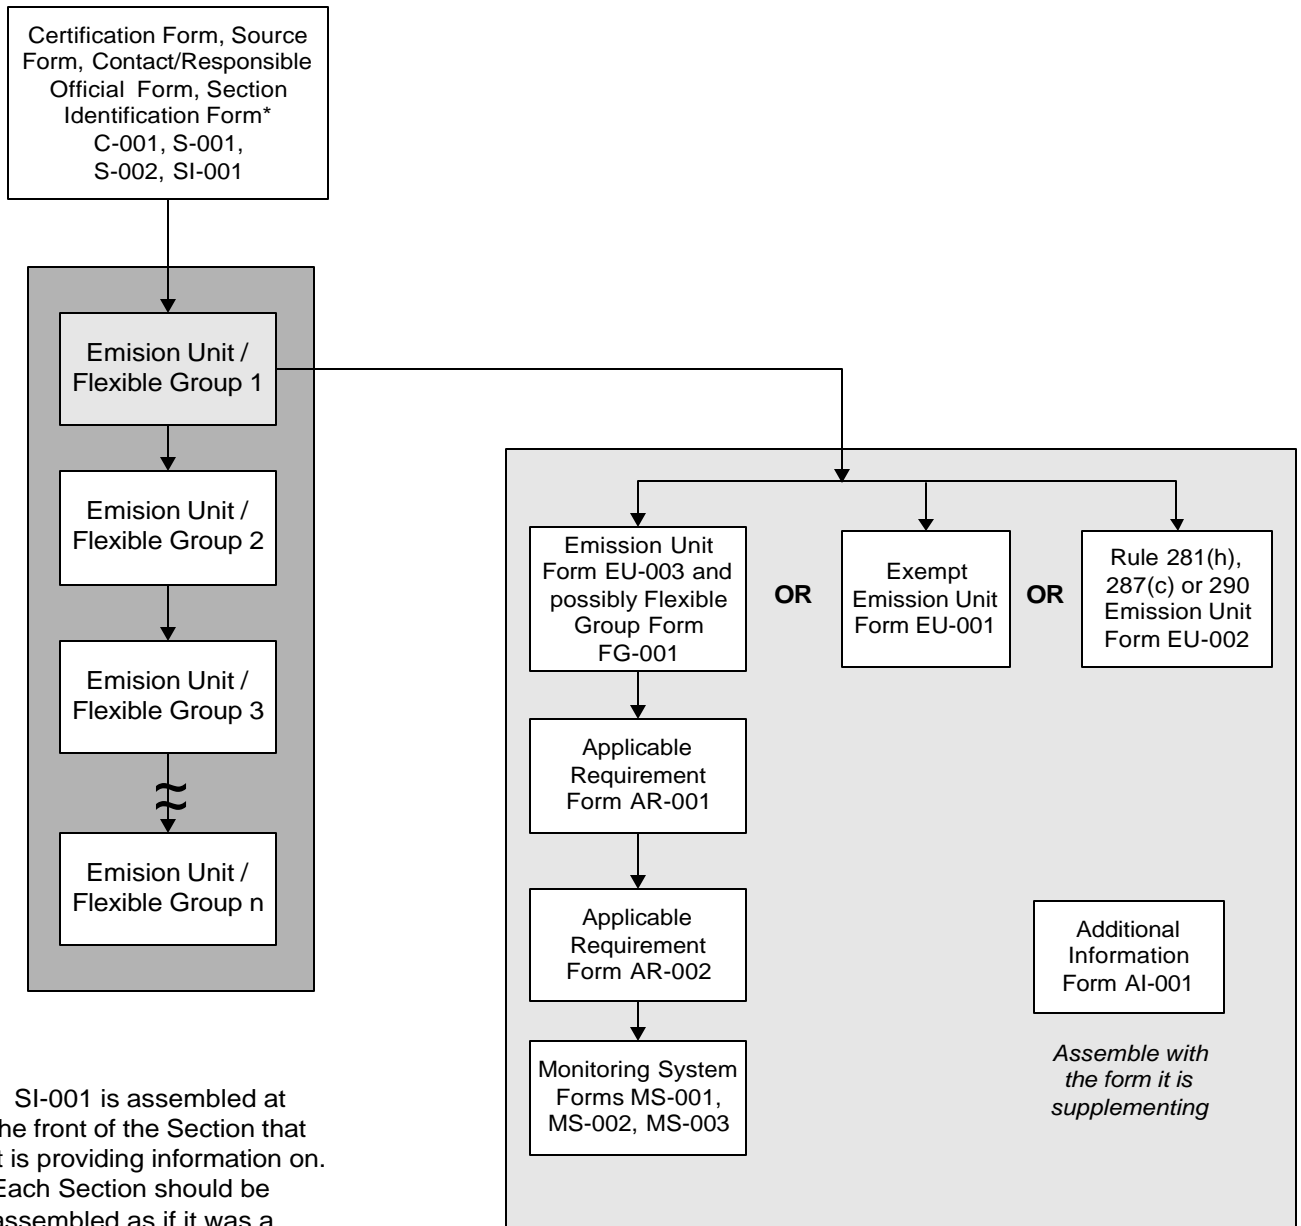 Certification Form, Source
Form, Contact/Responsible
Official Form, Section
Identification Form*
C-001, S-001,
S-002, SI-001
Emision Unit /
Flexible Group 1
Emision Unit /
Flexible Group 2
Emision Unit /
Flexible Group 3
≈
Emision Unit /
Flexible Group n
Emission Unit
Form EU-003 and
possibly Flexible
Group Form
FG-001
OR
Exempt
Emission Unit
Form EU-001
OR
Rule 281(h),
287(c) or 290
Emission Unit
Form EU-002
Applicable
Requirement
Form AR-001
Applicable
Requirement
Form AR-002
Monitoring System
Forms MS-001,
MS-002, MS-003
Additional
Information
Form AI-001
Assemble with
the form it is
supplementing
SI-001 is assembled at
he front of the Section that
t is providing information on.
Each Section should be
assembled as if it was a